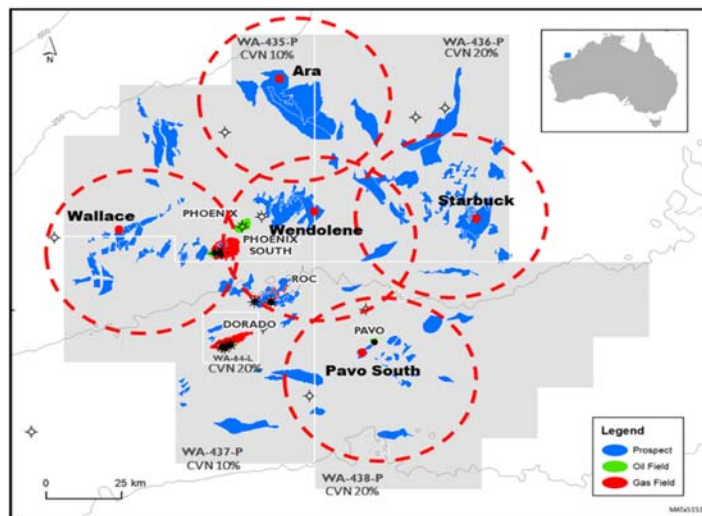 WA-435-P
CVN 10%
WA-436-P
CVN 20%
N
Ara
Wallace
PHOENIX
PHOENIX
SOUTH
Wendolene
Starbuck
ROC
DORADO
WA-64-L
CVN 20%
PAVO
Pavo South
WA-437-P
CVN 10%
WA-438-P
CVN 20%
0
25
km
Legend
Prospect
Oil Field
Gas Field